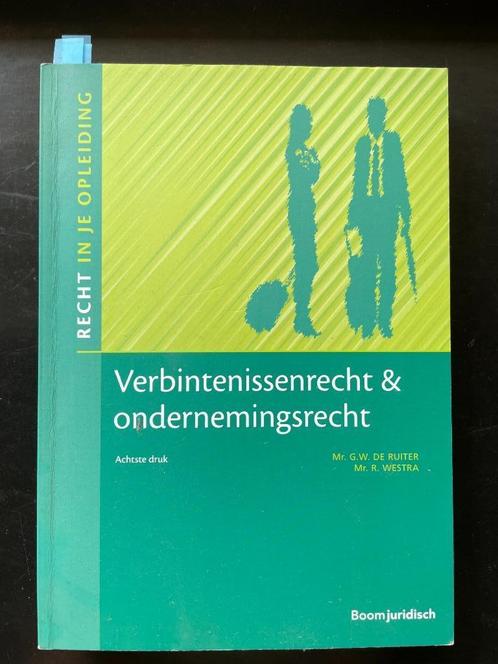 RECHT IN JE OPLEIDING
Verbintenissenrecht &
ondernemingsrecht
Achtste druk
Mr. G.W. DE RUITER
Mr. R. WESTRA
Boomjuridisch